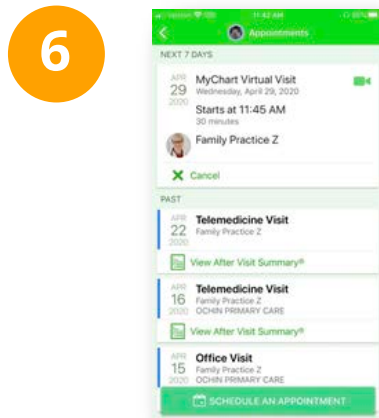 6
11:42 AM
Appointments
NEXT 7 DAYS
APR
29
2020
MyChart Virtual Visit
Wednesday, April 29, 2020
Starts at 11:45 AM
30 minutes
Family Practice Z
Cancel
PAST
APR
22
2020
Telemedicine Visit
Family Practice Z
View After Visit Summary®
APR
16
2020
Telemedicine Visit
Family Practice Z
OCHIN PRIMARY CARE
View After Visit Summary®
APR
15
2020
Office Visit
Family Practice Z
OCHIN PRIMARY CARE
SCHEDULE AN APPOINTMENT